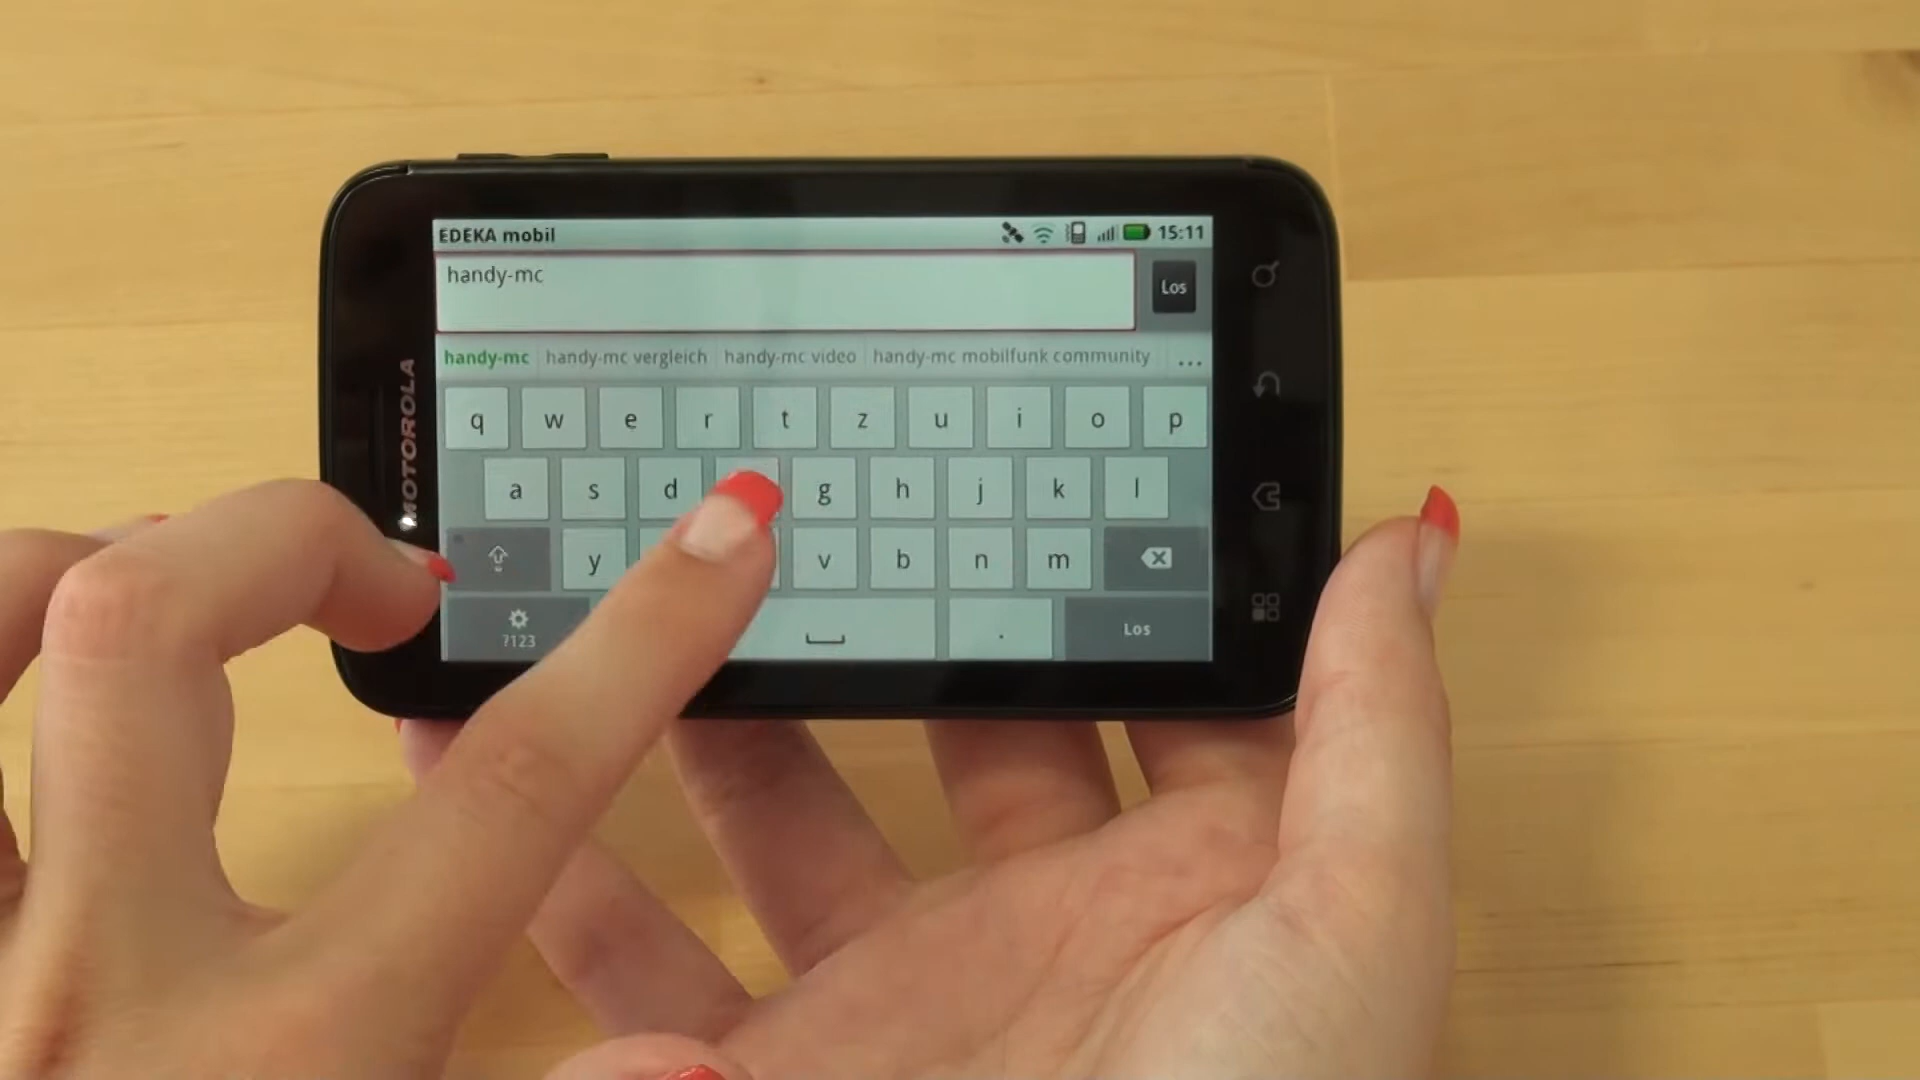 EDEKA mobil 15:11
handy-mc
Los
handy-mc handy-mc vergleich handy-mc video handy-mc mobilfunk community ...
q w e r t z u i o p
a s d g h j k l
y v b n m
?123 . Los
MOTOROLA